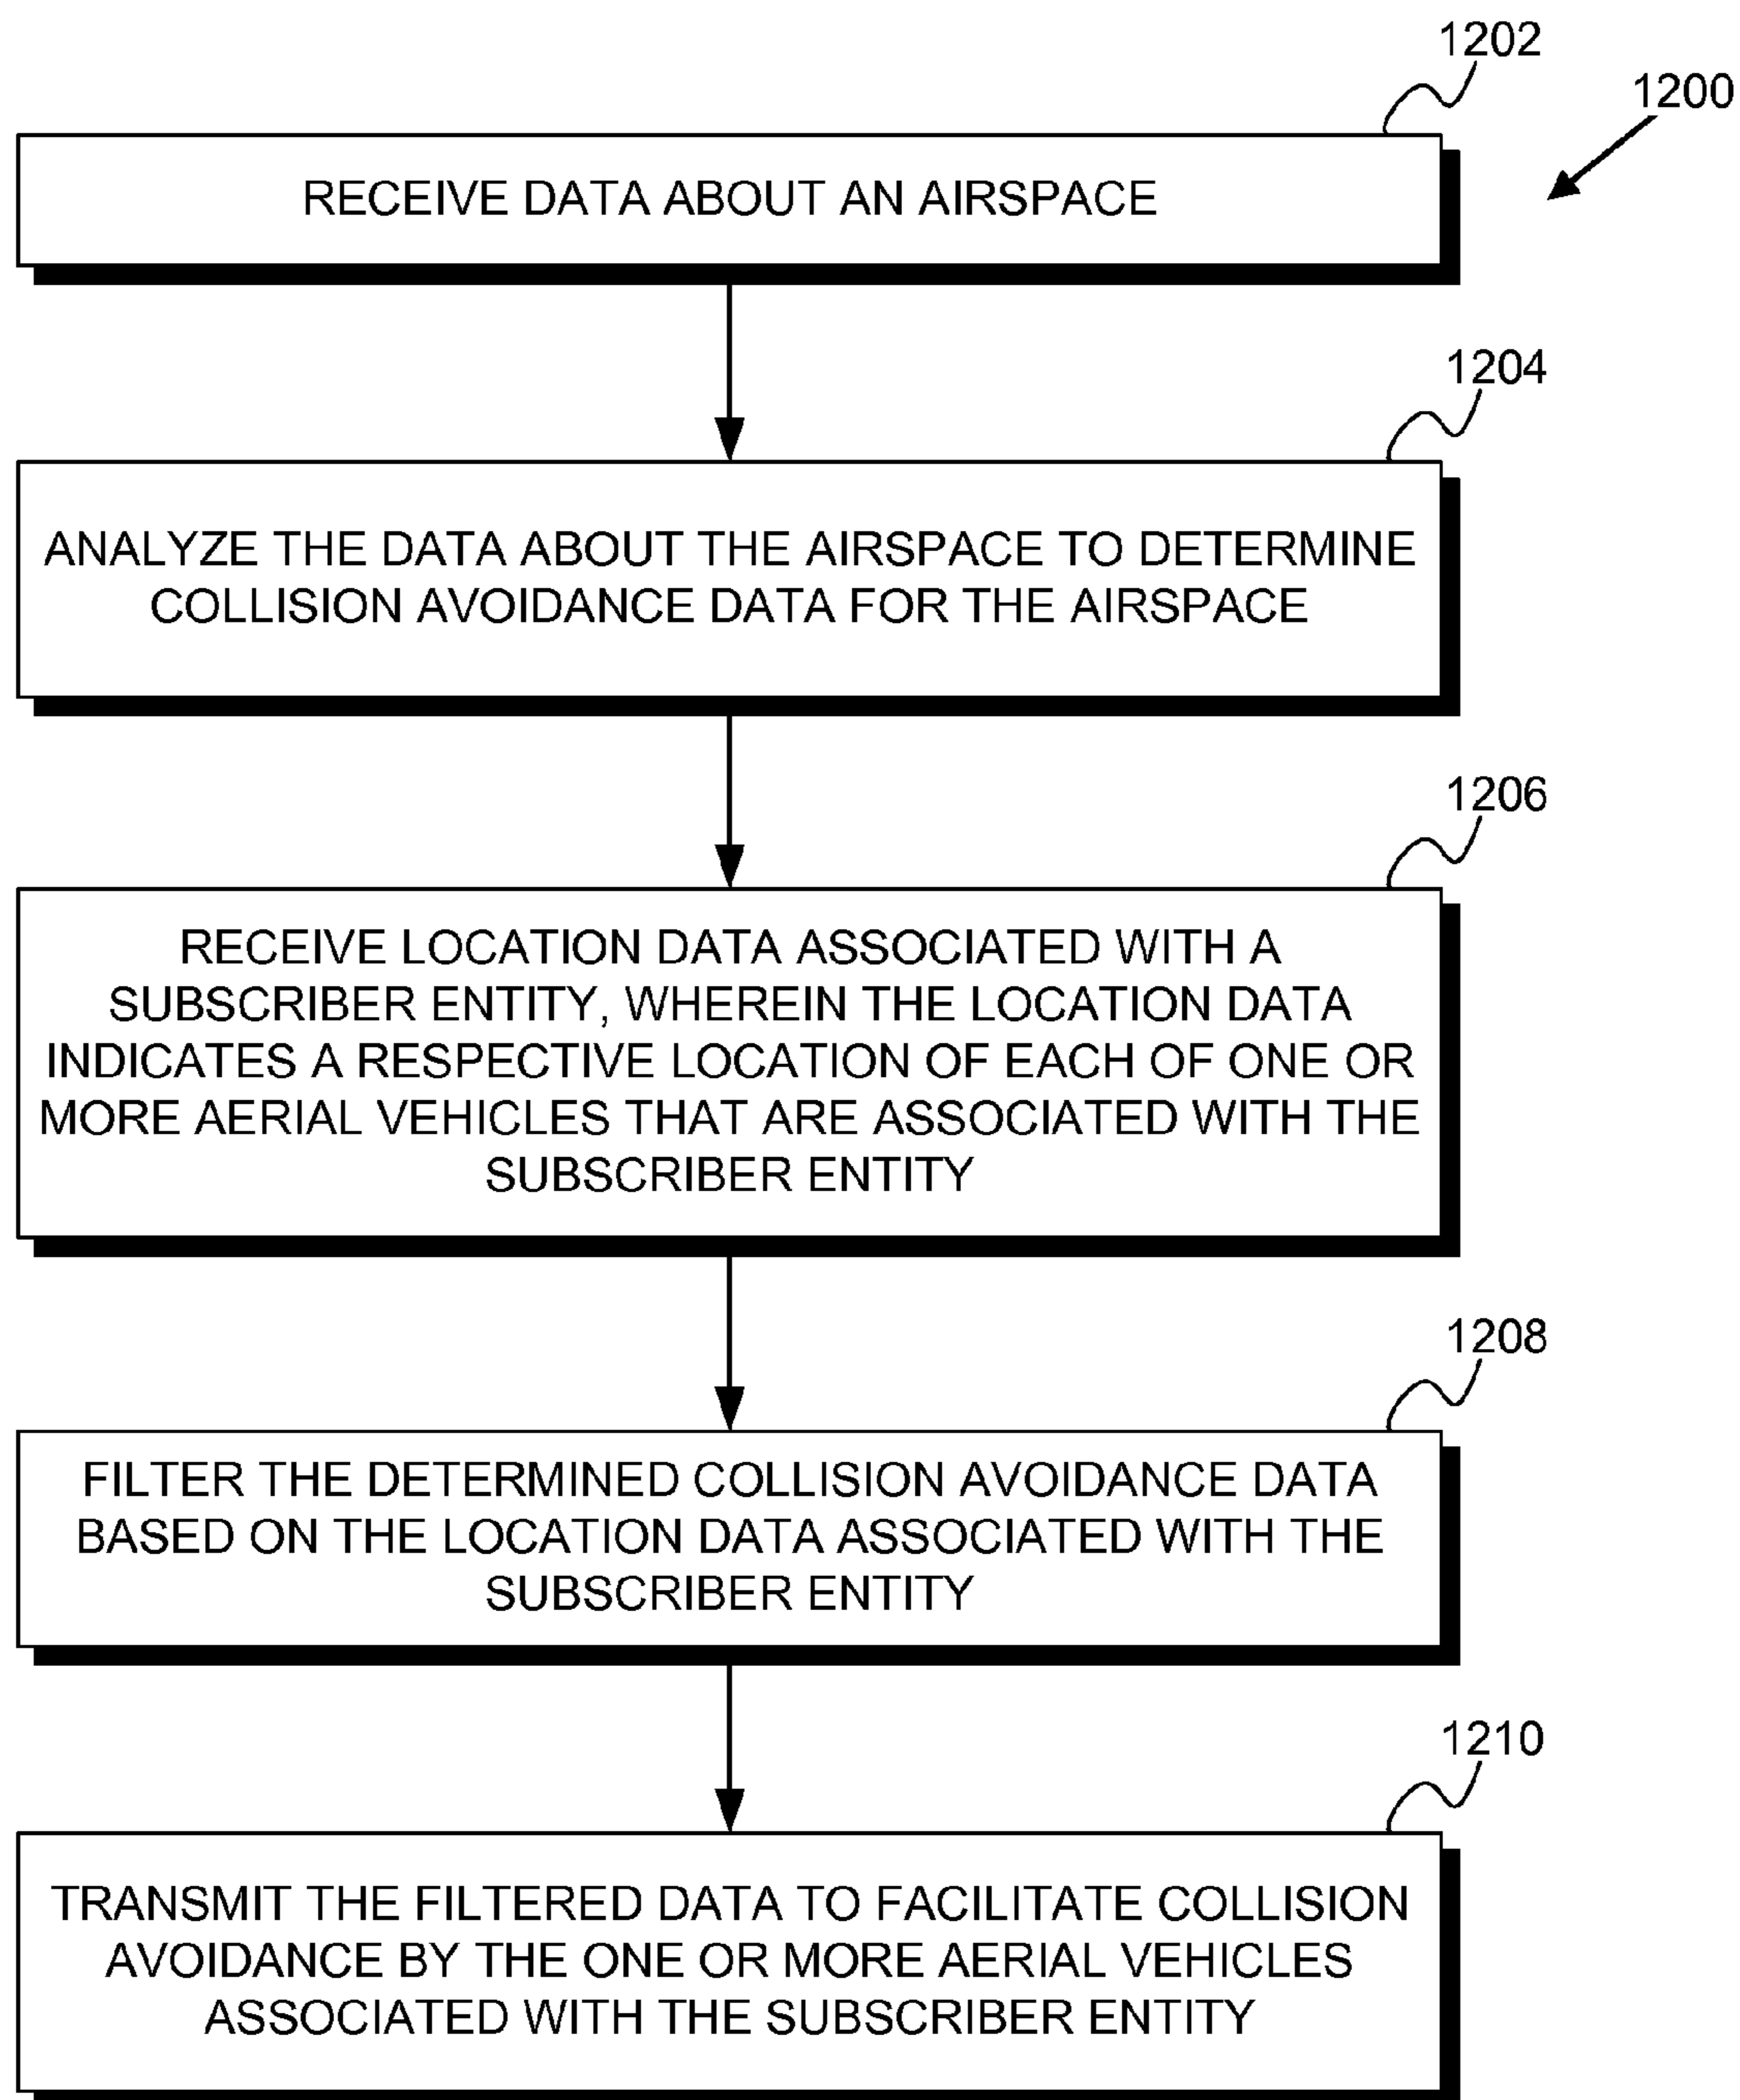 1202
1200
RECEIVE DATA ABOUT AN AIRSPACE
1204
ANALYZE THE DATA ABOUT THE AIRSPACE TO DETERMINE
COLLISION AVOIDANCE DATA FOR THE AIRSPACE
1206
RECEIVE LOCATION DATA ASSOCIATED WITH A
SUBSCRIBER ENTITY, WHEREIN THE LOCATION DATA
INDICATES A RESPECTIVE LOCATION OF EACH OF ONE OR
MORE AERIAL VEHICLES THAT ARE ASSOCIATED WITH THE
SUBSCRIBER ENTITY
1208
FILTER THE DETERMINED COLLISION AVOIDANCE DATA
BASED ON THE LOCATION DATA ASSOCIATED WITH THE
SUBSCRIBER ENTITY
1210
TRANSMIT THE FILTERED DATA TO FACILITATE COLLISION
AVOIDANCE BY THE ONE OR MORE AERIAL VEHICLES
ASSOCIATED WITH THE SUBSCRIBER ENTITY